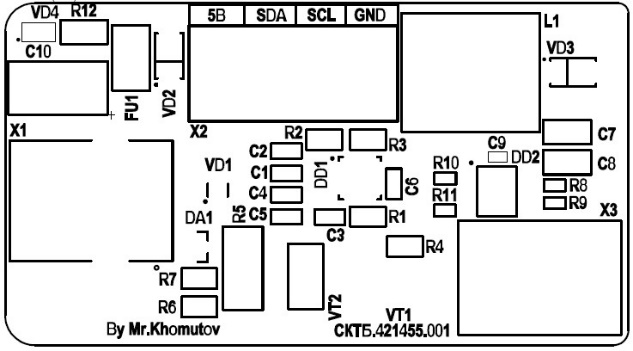 5В SDA SCL GND
VD4 R12
L1
C10
VD3
FU1
VD2
X1
X2
R2
R3
C7
C9
DD2
C8
C2
VD1
C1
DD1
C6
R10
R8
C4
R11
R9
DA1
R5
C5
C3
R1
X3
R4
R7
R6
VT2
VT1
By Mr.Khomutov
СКТБ.421455.001